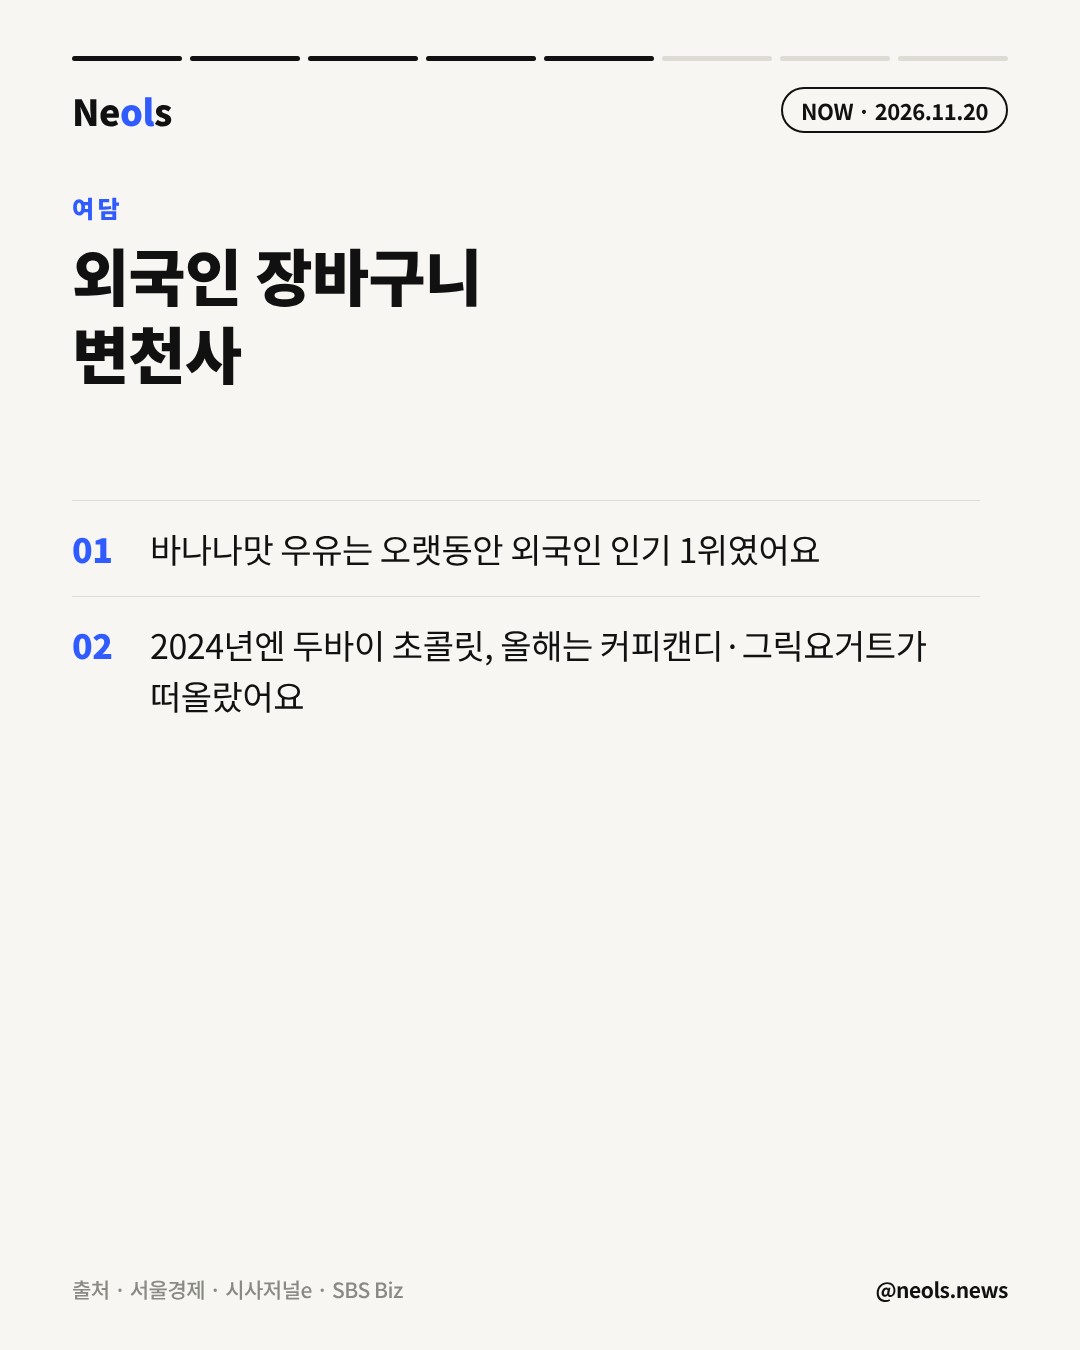 Neols
NOW · 2026.11.20
여담
외국인 장바구니
변천사
01 바나나맛 우유는 오랫동안 외국인 인기 1위였어요
02 2024년엔 두바이 초콜릿, 올해는 커피캔디·그릭요거트가
떠올랐어요
출처 · 서울경제 · 시사저널e · SBS Biz
@neols.news